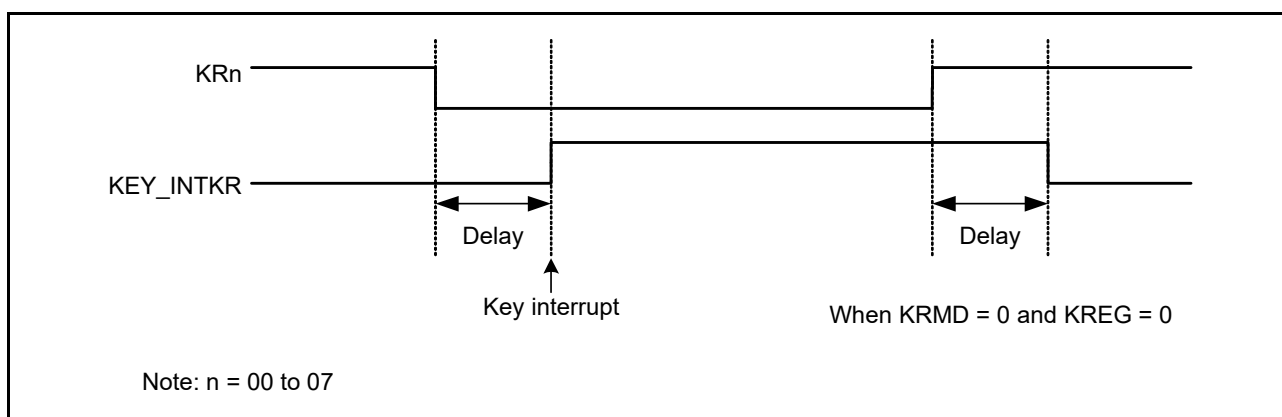 KRn
KEY_INTKR
Delay
Delay
Key interrupt
When KRMD = 0 and KREG = 0
Note: n = 00 to 07